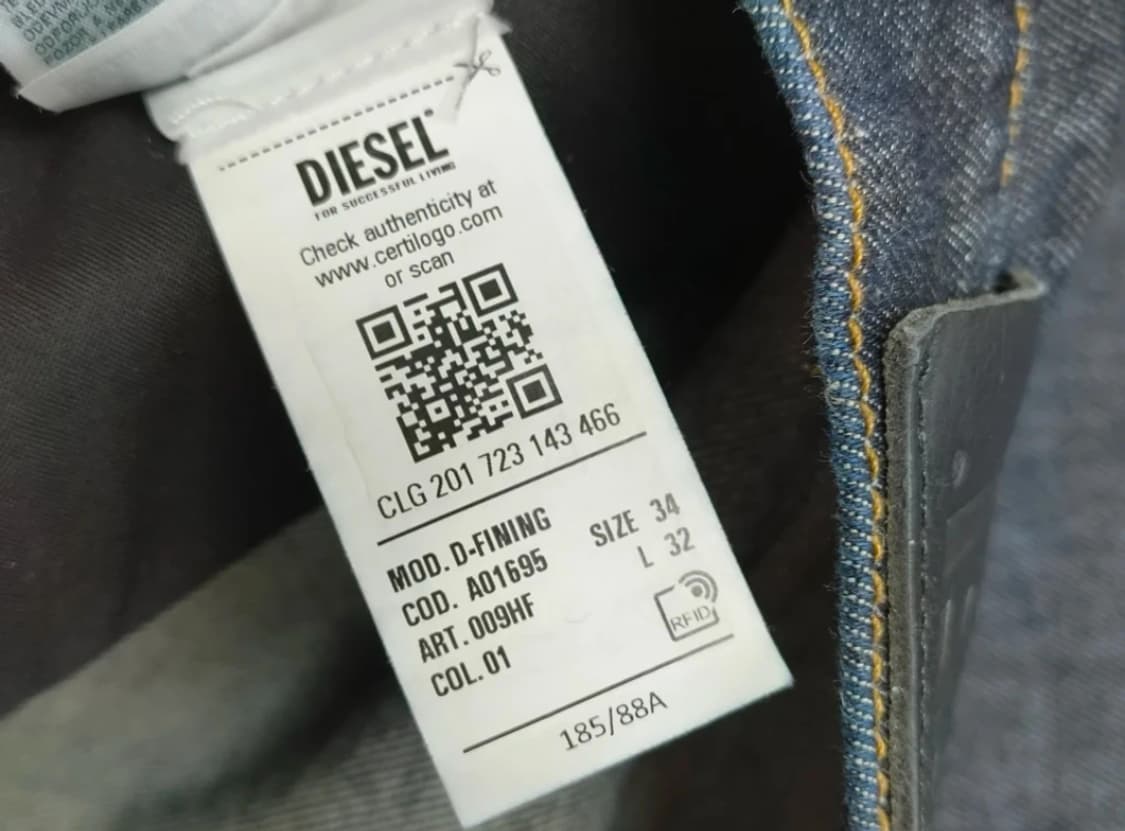 DIESEL
FOR SUCCESSFUL LIVING
Check authenticity at
www.certilogo.com
or scan
CLG 201 723 143 466
MOD. D-FINING
COD. A01695
ART. 009HF
COL. 01
SIZE 34
L 32
RFID
185/88A